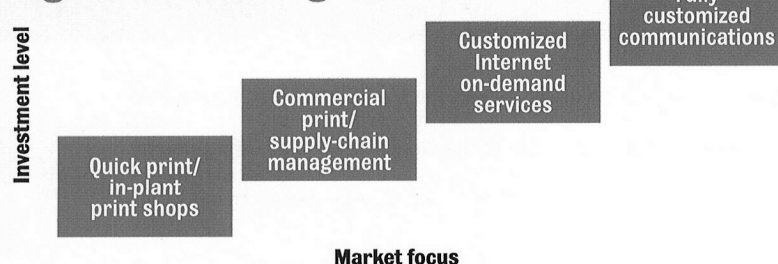 customized
communications
Customized
Internet
on-demand
services
Commercial
print/
supply-chain
management
Quick print/
in-plant
print shops
Investment level
Market focus